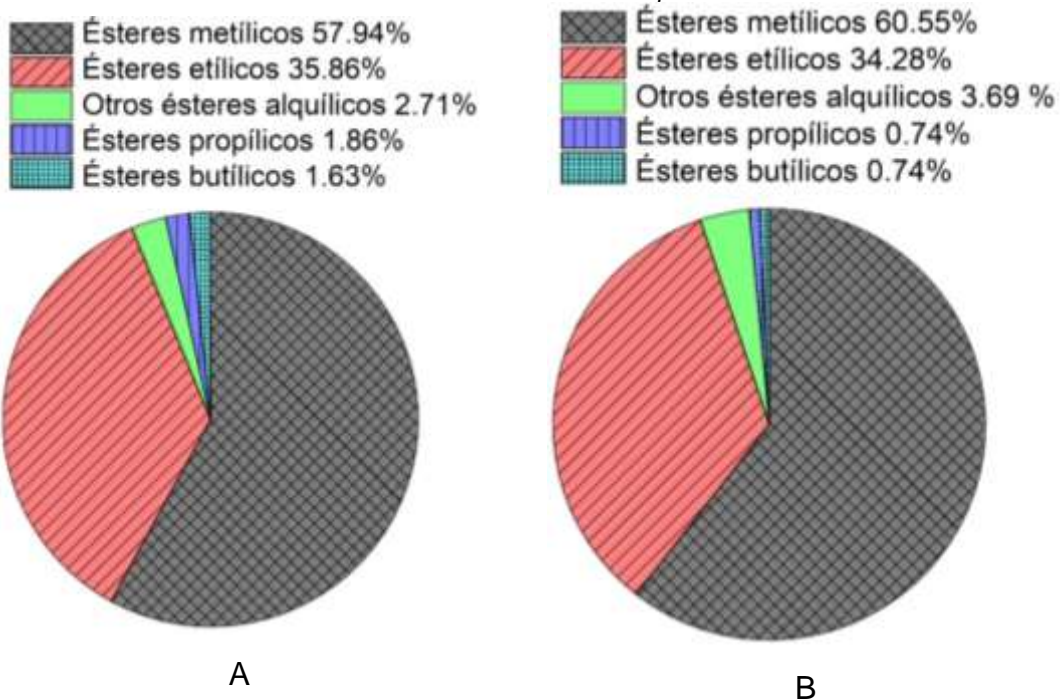 Ésteres metílicos 57.94%
Ésteres etílicos 35.86%
Otros ésteres alquílicos 2.71%
Ésteres propílicos 1.86%
Ésteres butílicos 1.63%
A
Ésteres metílicos 60.55%
Ésteres etílicos 34.28%
Otros ésteres alquílicos 3.69 %
Ésteres propílicos 0.74%
Ésteres butílicos 0.74%
B